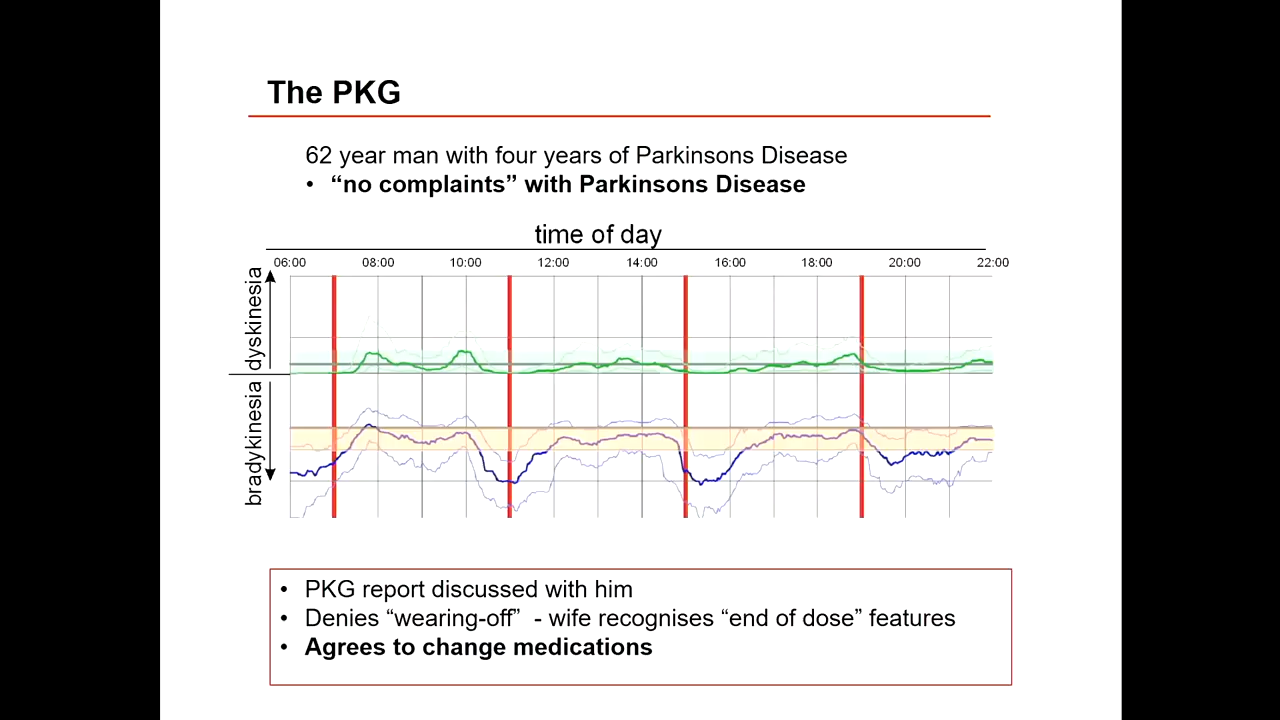 The PKG
62 year man with four years of Parkinsons Disease
• “no complaints” with Parkinsons Disease
time of day
06:00 08:00 10:00 12:00 14:00 16:00 18:00 20:00 22:00
dyskinesia
bradykinesia
• PKG report discussed with him
• Denies “wearing-off” - wife recognises “end of dose” features
• Agrees to change medications